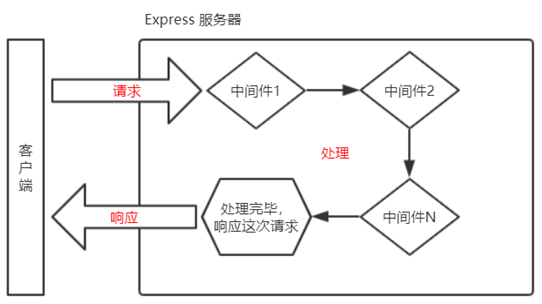 Express 服务器
客户端
请求
中间件1
中间件2
处理
响应
处理完毕，
响应这次请求
中间件N